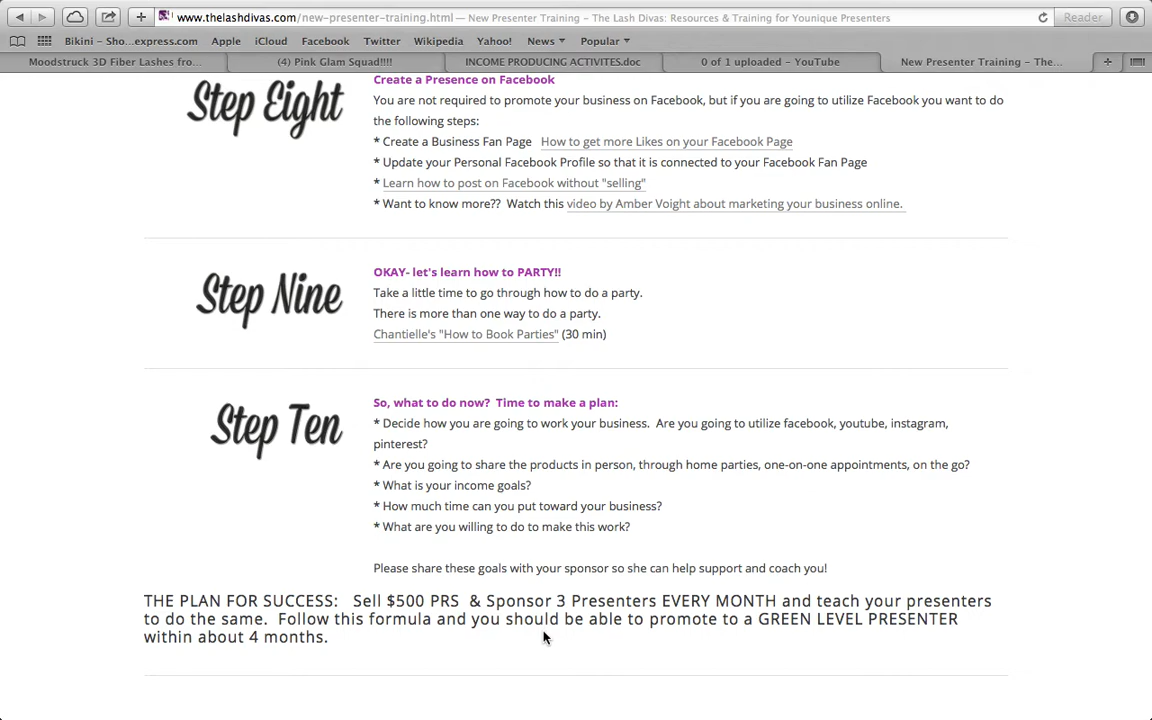 www.thelashdivas.com/new-presenter-training.html — New Presenter Training – The Lash Divas: Resources & Training for Younique Presenters
Reader
Bikini - Sho...express.com Apple iCloud Facebook Twitter Wikipedia Yahoo! News Popular
Moodstruck 3D Fiber Lashes fro... (4) Pink Glam Squad!!!! INCOME PRODUCING ACTIVITES.doc 0 of 1 uploaded – YouTube New Presenter Training – The...
Step Eight
Create a Presence on Facebook
You are not required to promote your business on Facebook, but if you are going to utilize Facebook you want to do
the following steps:
* Create a Business Fan Page How to get more Likes on your Facebook Page
* Update your Personal Facebook Profile so that it is connected to your Facebook Fan Page
* Learn how to post on Facebook without "selling"
* Want to know more?? Watch this video by Amber Voight about marketing your business online.
Step Nine
OKAY- let's learn how to PARTY!!
Take a little time to go through how to do a party.
There is more than one way to do a party.
Chantielle's "How to Book Parties" (30 min)
Step Ten
So, what to do now? Time to make a plan:
* Decide how you are going to work your business. Are you going to utilize facebook, youtube, instagram,
pinterest?
* Are you going to share the products in person, through home parties, one-on-one appointments, on the go?
* What is your income goals?
* How much time can you put toward your business?
* What are you willing to do to make this work?
Please share these goals with your sponsor so she can help support and coach you!
THE PLAN FOR SUCCESS: Sell $500 PRS & Sponsor 3 Presenters EVERY MONTH and teach your presenters
to do the same. Follow this formula and you should be able to promote to a GREEN LEVEL PRESENTER
within about 4 months.